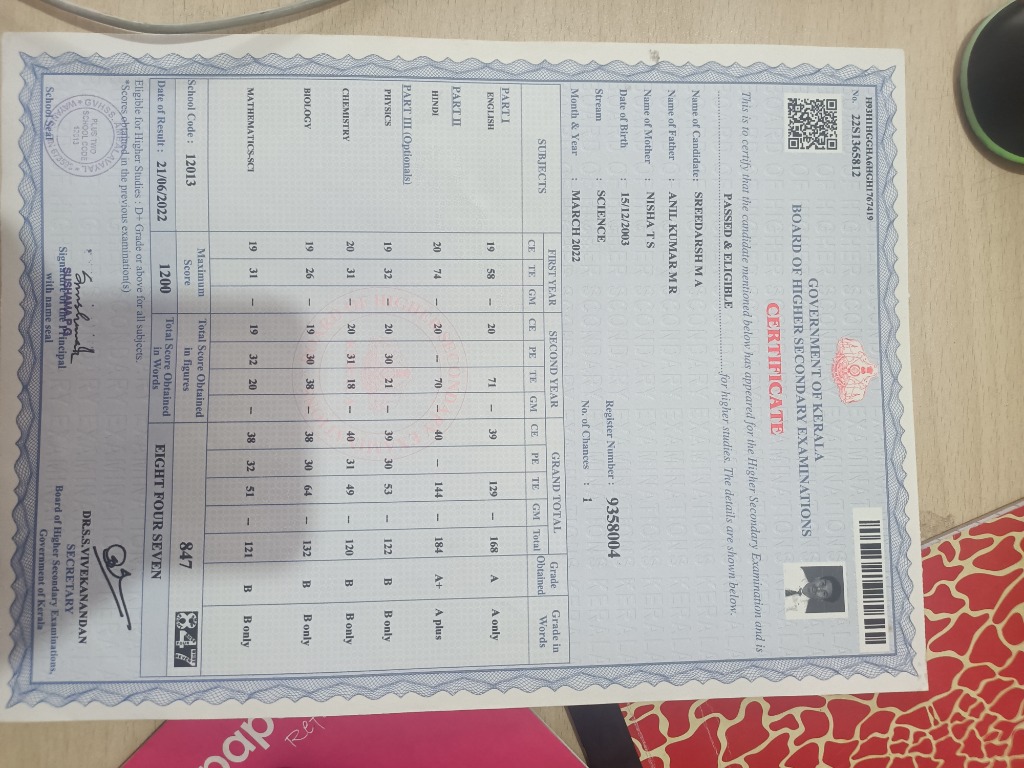 H93H1HGGHA6HGH1767419
No. 22S1365812
GOVERNMENT OF KERALA
BOARD OF HIGHER SECONDARY EXAMINATIONS
CERTIFICATE
This is to certify that the candidate mentioned below has appeared for the Higher Secondary Examination and is
PASSED & ELIGIBLE for higher studies. The details are shown below.
Name of Candidate : SREEDARSH M A
Name of Father : ANIL KUMAR M R
Name of Mother : NISHA T S
Date of Birth : 15/12/2003 Register Number : 9358004
Stream : SCIENCE
Month & Year : MARCH 2022 No. of Chances : 1
SUBJECTS FIRST YEAR SECOND YEAR GRAND TOTAL Grade Obtained Grade in Words
CE TE GM CE PE TE GM CE PE TE GM Total
PART I
ENGLISH 19 58 -- 20 71 -- 39 -- 129 -- 168 A A only
PART II
HINDI 20 74 -- 20 -- 70 -- 40 -- 144 -- 184 A+ A plus
PART III (Optionals)
PHYSICS 19 32 -- 20 30 21 -- 39 30 53 -- 122 B B only
CHEMISTRY 20 31 -- 20 31 18 -- 40 31 49 -- 120 B B only
BIOLOGY 19 26 -- 19 30 38 -- 38 30 64 -- 132 B B only
MATHEMATICS-SCI 19 31 -- 19 32 20 -- 38 32 51 -- 121 B B only
School Code : 12013 Maximum Score Total Score Obtained in figures 847
Date of Result : 21/06/2022 1200 Total Score Obtained in Words EIGHT FOUR SEVEN
Eligible for Higher Studies : D+ Grade or above for all subjects.
*Scores obtained in the previous examination(s)
PLUS TWO
SCHOOL CODE
School Seal
Signature of the Principal
with name seal
DR.S.S.VIVEKANANDAN
SECRETARY
Board of Higher Secondary Examinations,
Government of Kerala